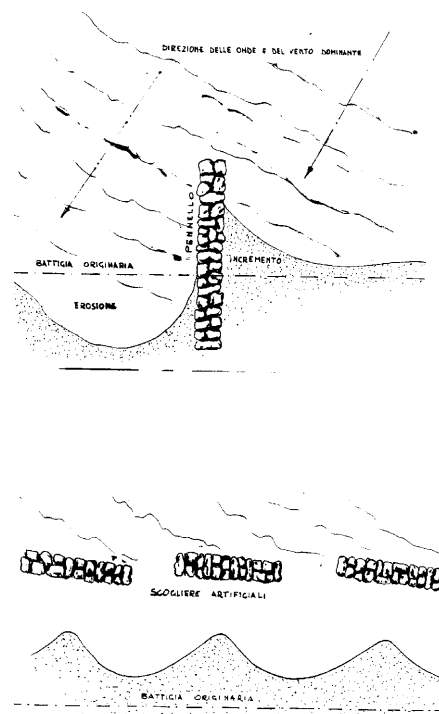 DIREZIONE DELLE ONDE E DEL VENTO DOMINANTE
PENNELLO
BATTIGIA ORIGINARIA
INCREMENTO
EROSIONE
SCOGLIERE ARTIFICIALI
BATTIGIA ORIGINARIA